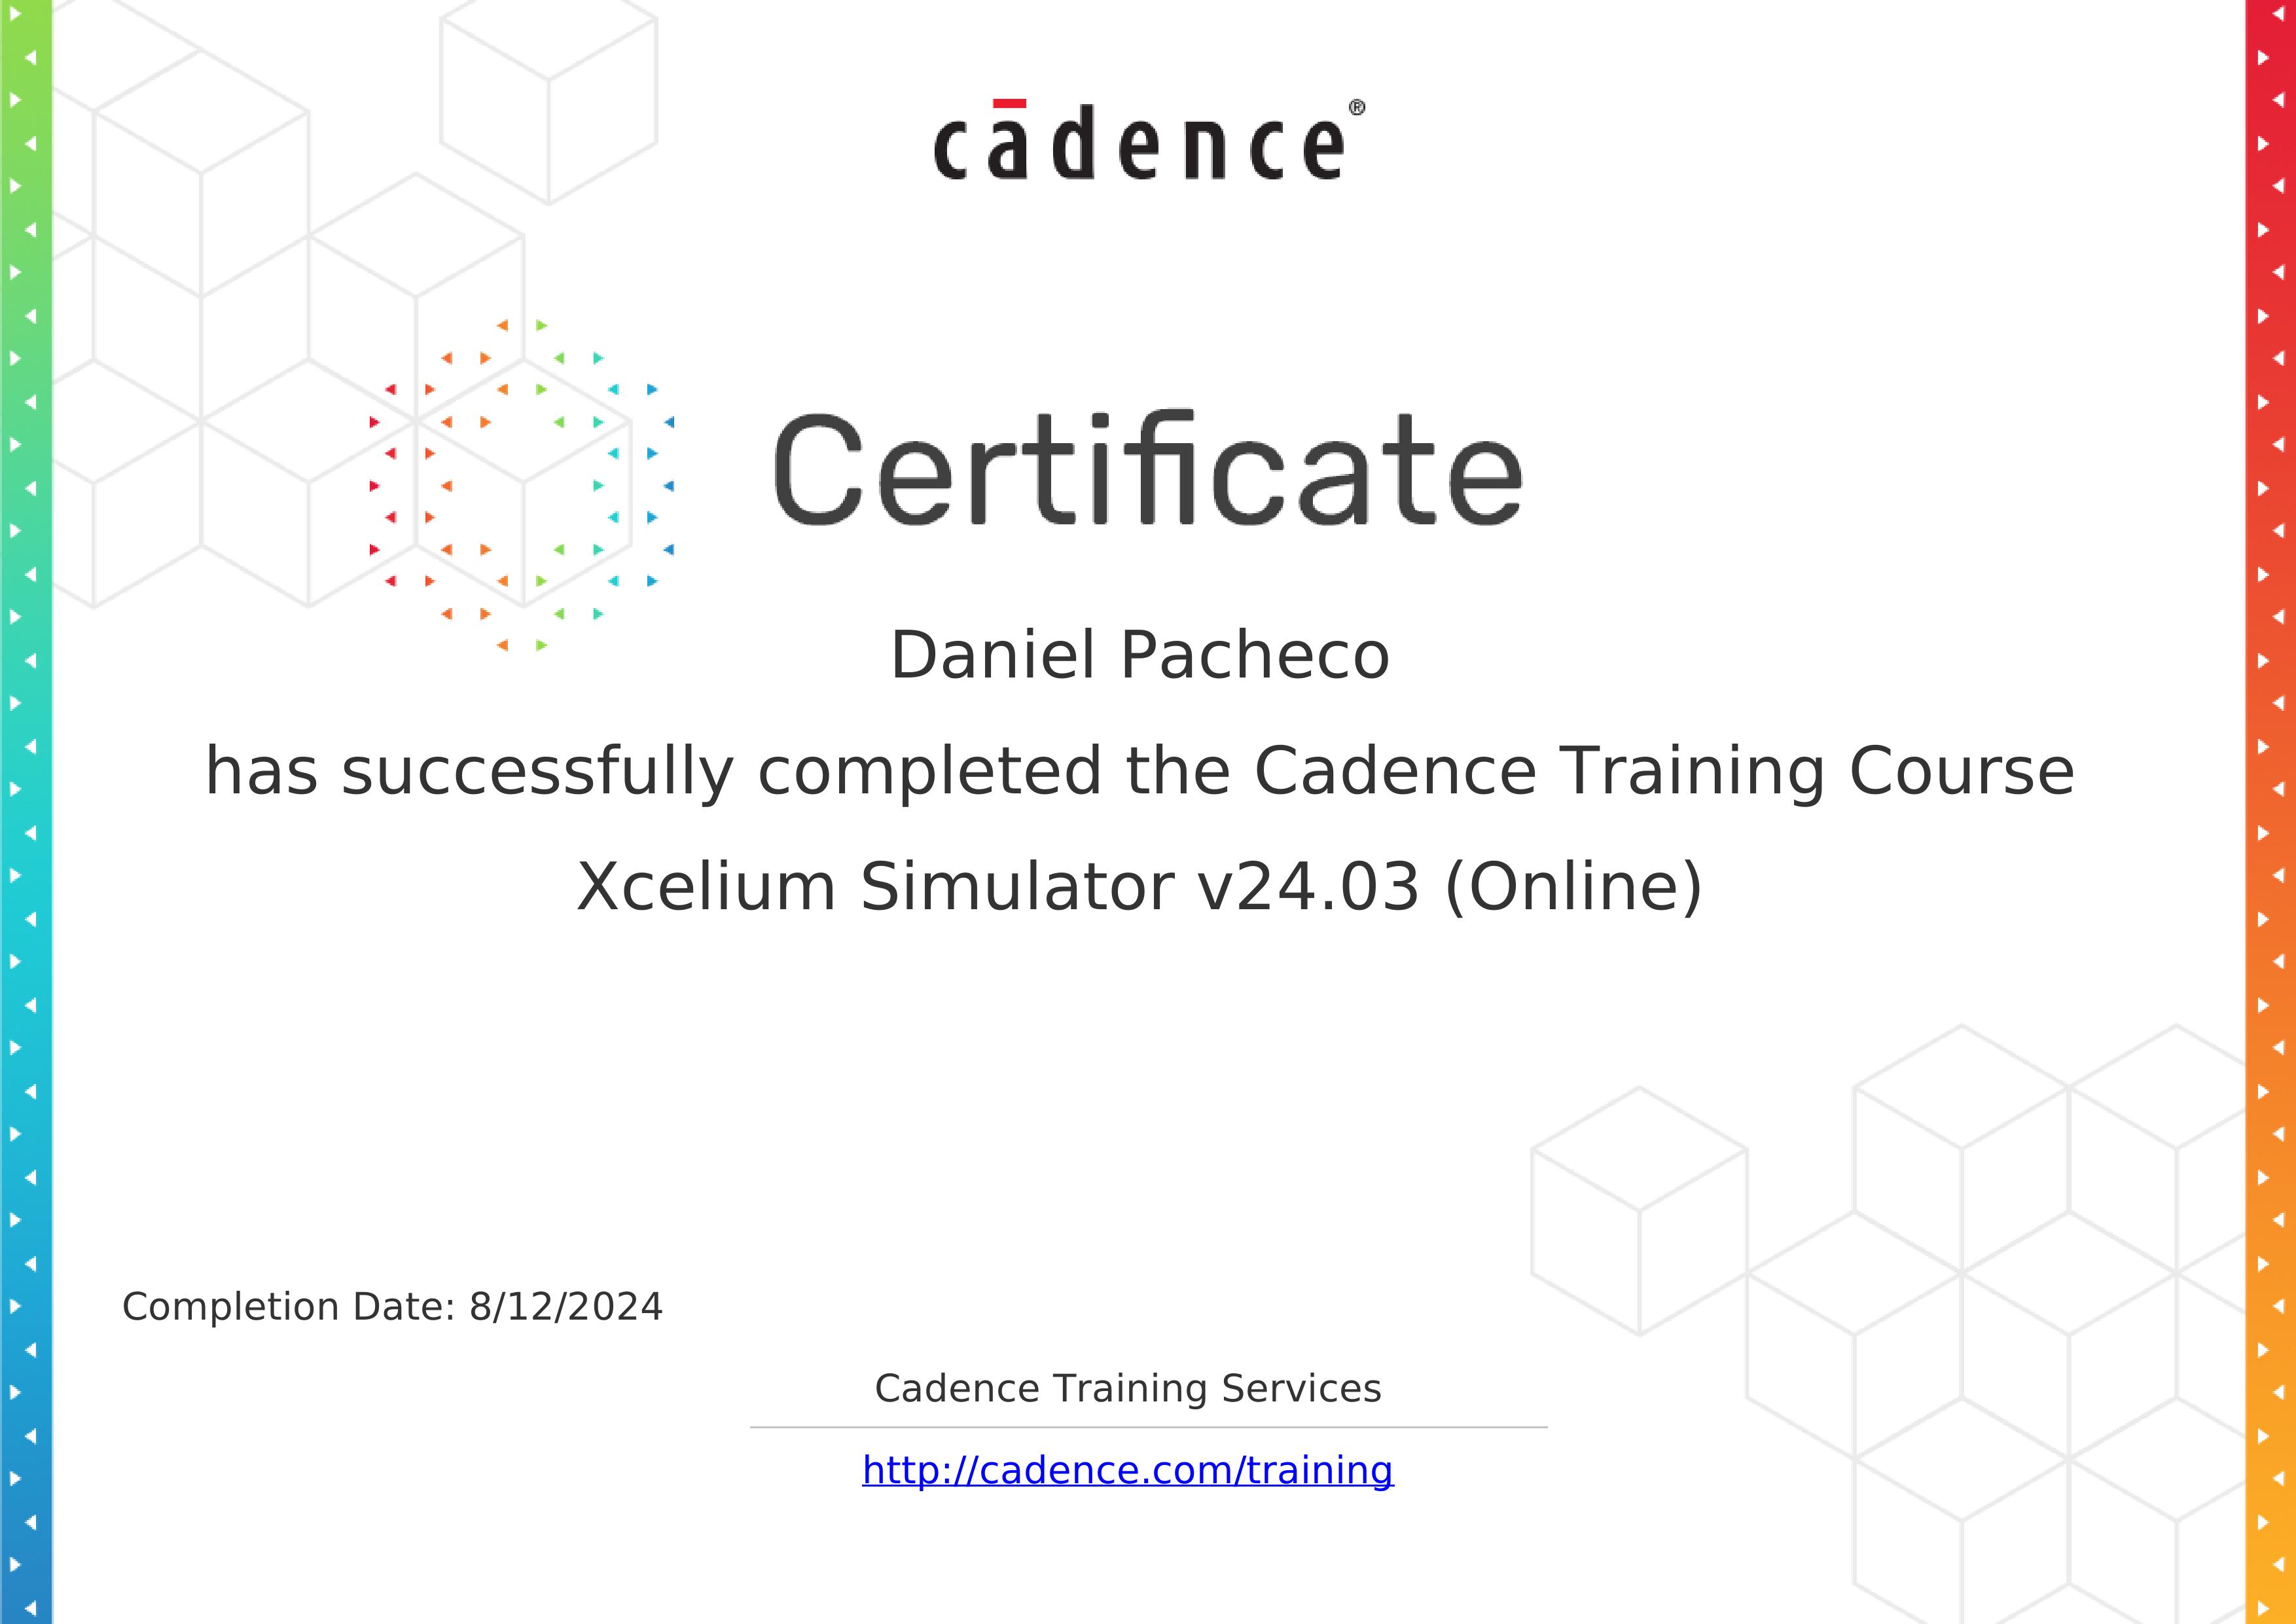 cādence®
Certificate
Daniel Pacheco
has successfully completed the Cadence Training Course
Xcelium Simulator v24.03 (Online)
Completion Date: 8/12/2024
Cadence Training Services
http://cadence.com/training